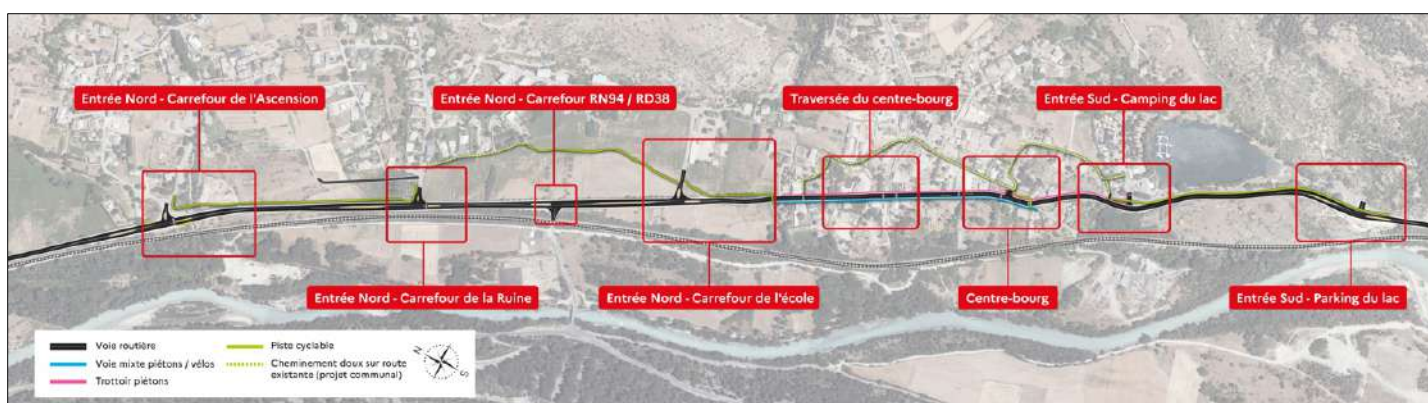 Entrée Nord - Carrefour de l'Ascension
Entrée Nord - Carrefour RN94 / RD38
Traversée du centre-bourg
Entrée Sud - Camping du lac
Entrée Nord - Carrefour de la Ruine
Entrée Nord - Carrefour de l'école
Centre-bourg
Entrée Sud - Parking du lac
Voie routière
Voie mixte piétons / vélos
Trottoir piétons
Piste cyclable
Cheminement doux sur route
existante (projet communal)
N
S